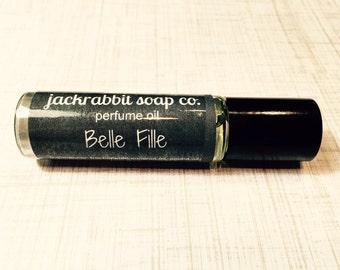 jackrabbit soap co.
perfume oil
Belle Fille